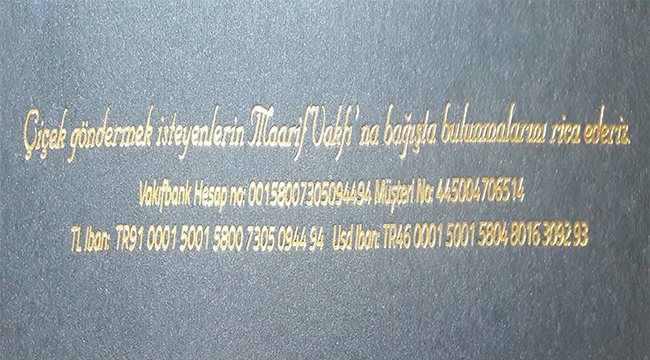 Çiçek göndermek isteyenlerin Maarif Vakfı'na bağışta bulunmalarını rica ederiz.
Vakıfbank Hesap no: 00158007305094494 Müşteri No: 445004706514
TL Iban: TR91 0001 5001 5800 7305 0944 94 Usd Iban: TR46 0001 5001 5804 8016 3092 93